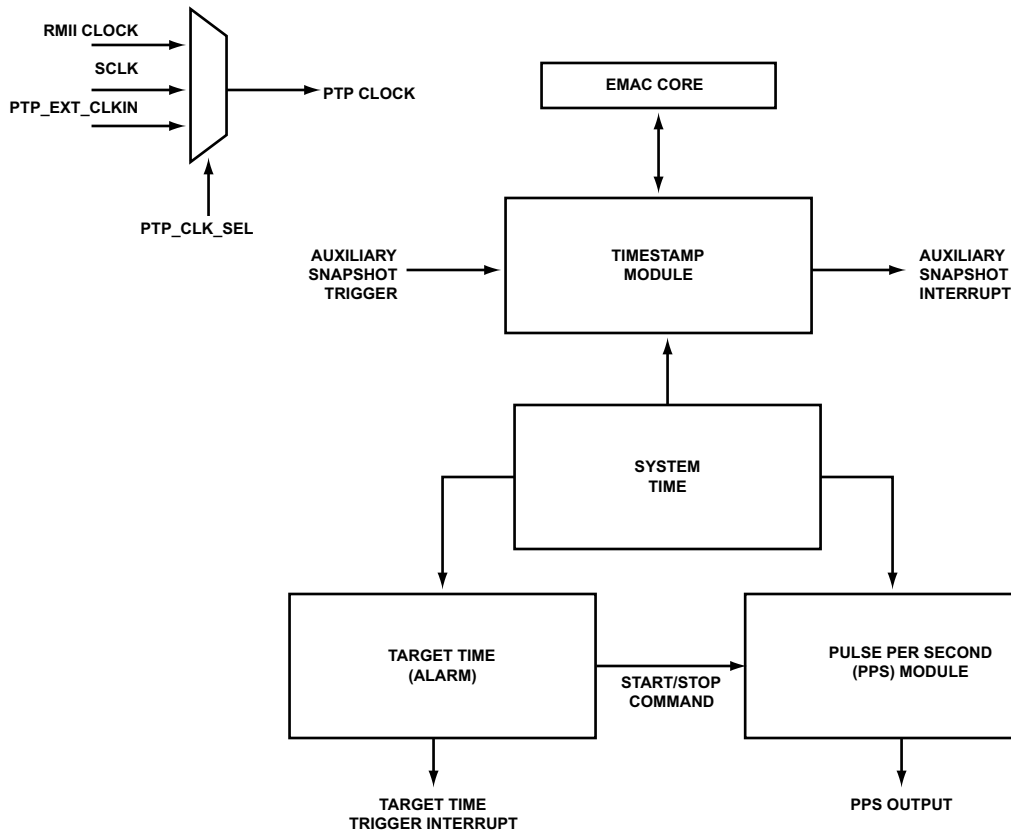 RMII CLOCK
SCLK
PTP_EXT_CLKIN
PTP CLOCK
PTP_CLK_SEL
EMAC CORE
AUXILIARY
SNAPSHOT
TRIGGER
TIMESTAMP
MODULE
AUXILIARY
SNAPSHOT
INTERRUPT
SYSTEM
TIME
TARGET TIME
(ALARM)
START/STOP
COMMAND
PULSE PER SECOND
(PPS) MODULE
TARGET TIME
TRIGGER INTERRUPT
PPS OUTPUT